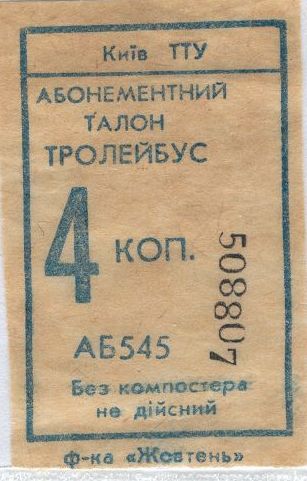 Київ ТТУ
АБОНЕМЕНТНИЙ
ТАЛОН
ТРОЛЕЙБУС
4 КОП.
508807
АБ545
Без компостера
не дійсний
ф-ка «Жовтень»